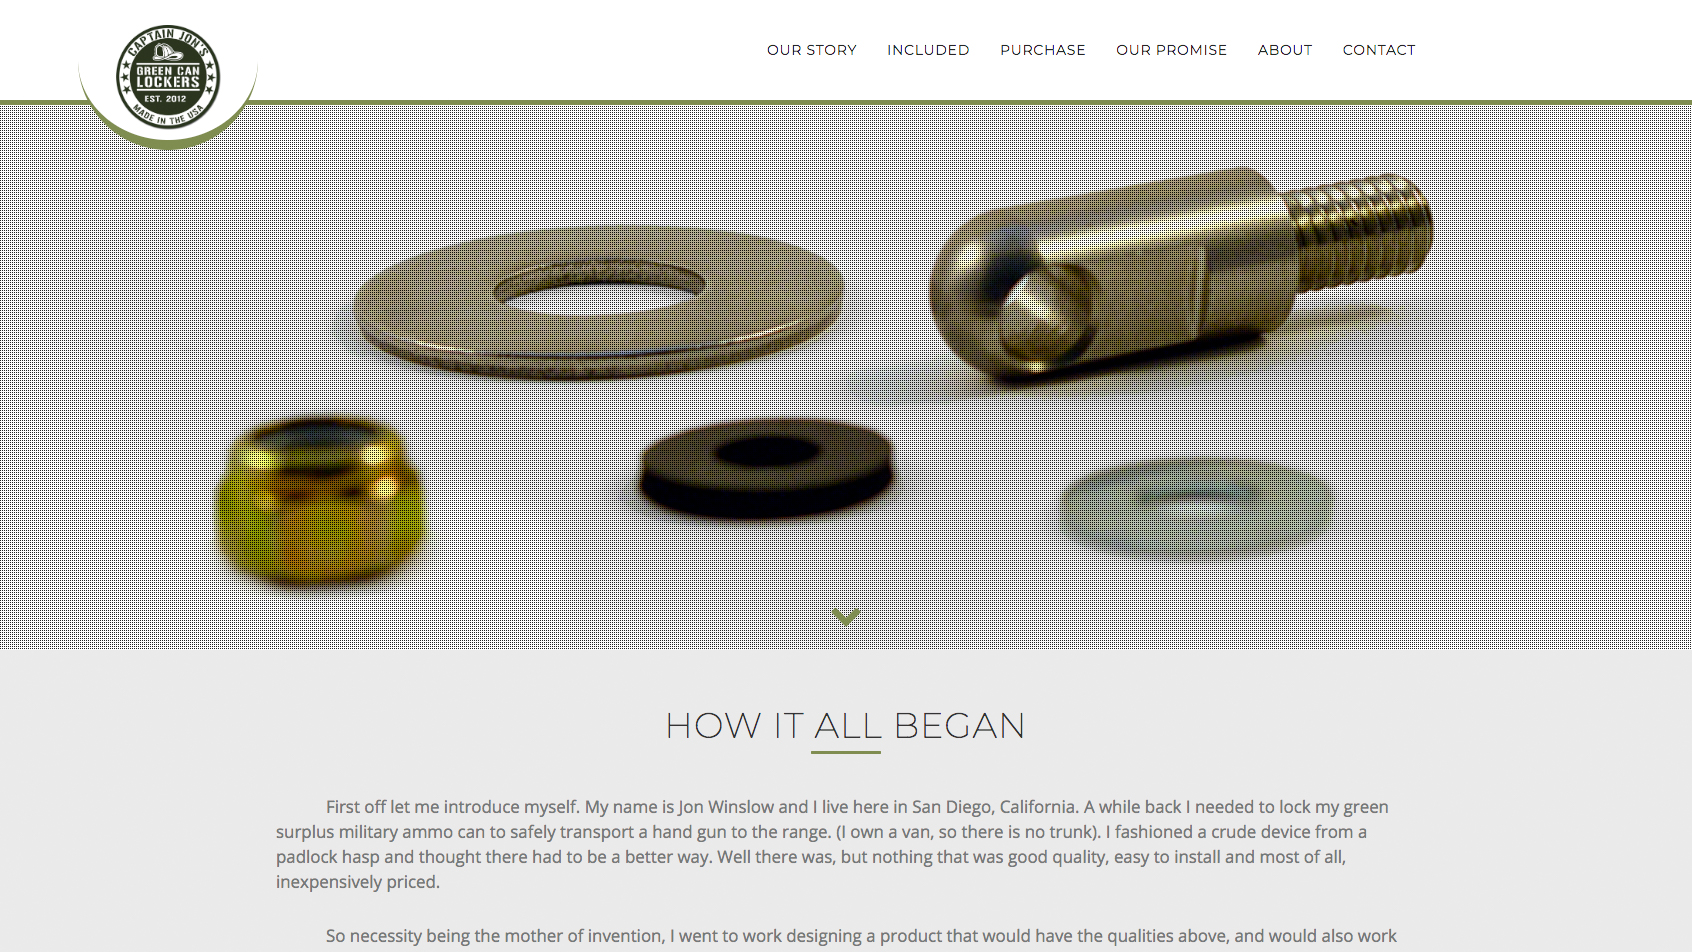 CAPTAIN JON'S
GREEN CAN
LOCKERS
EST. 2012
MADE IN THE USA
OUR STORY INCLUDED PURCHASE OUR PROMISE ABOUT CONTACT
HOW IT ALL BEGAN
First off let me introduce myself. My name is Jon Winslow and I live here in San Diego, California. A while back I needed to lock my green
surplus military ammo can to safely transport a hand gun to the range. (I own a van, so there is no trunk). I fashioned a crude device from a
padlock hasp and thought there had to be a better way. Well there was, but nothing that was good quality, easy to install and most of all,
inexpensively priced.
So necessity being the mother of invention, I went to work designing a product that would have the qualities above, and would also work